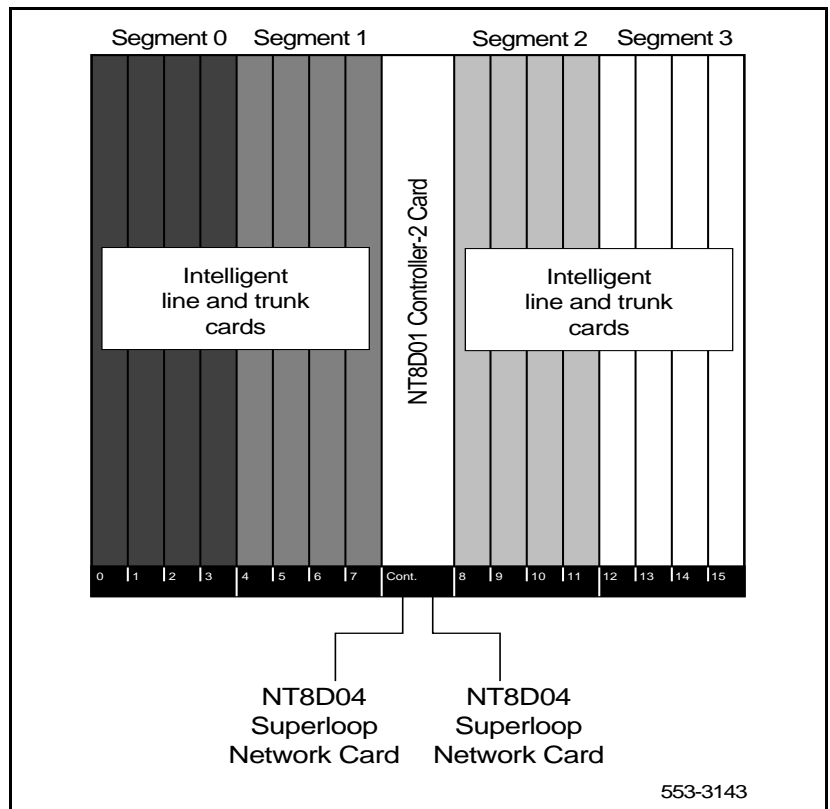 Segment 0 Segment 1 Segment 2 Segment 3
NT8D01 Controller-2 Card
Intelligent
line and trunk
cards
Intelligent
line and trunk
cards
0 1 2 3 4 5 6 7 Cont. 8 9 10 11 12 13 14 15
NT8D04
Superloop
Network Card
NT8D04
Superloop
Network Card
553-3143